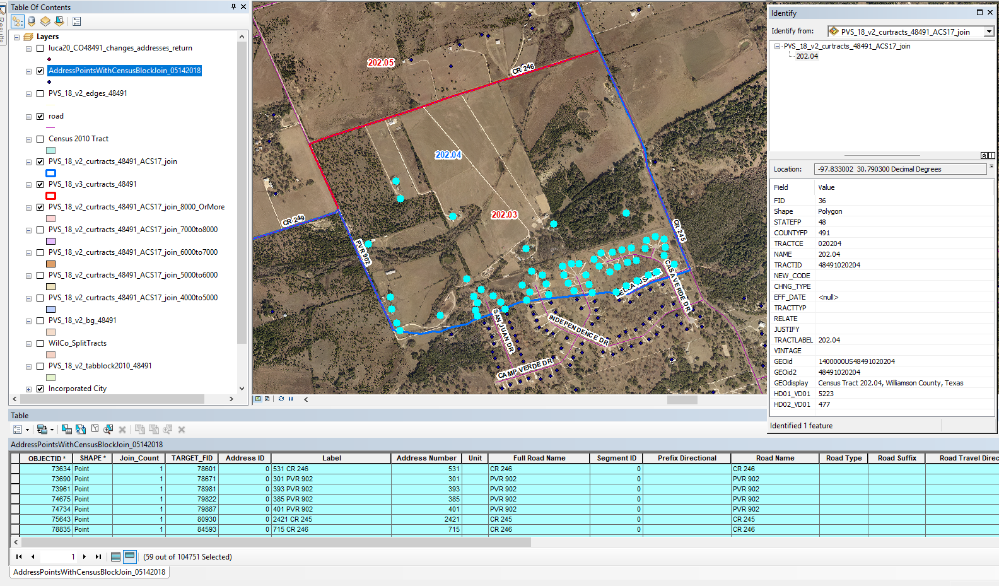 Results
Table Of Contents
Layers
luca20_CO48491_changes_addresses_return
AddressPointsWithCensusBlockJoin_05142018
PVS_18_v2_edges_48491
road
Census 2010 Tract
PVS_18_v2_curtracts_48491_ACS17_join
PVS_18_v3_curtracts_48491
PVS_18_v2_curtracts_48491_ACS17_join_8000_OrMore
PVS_18_v2_curtracts_48491_ACS17_join_7000to8000
PVS_18_v2_curtracts_48491_ACS17_join_6000to7000
PVS_18_v2_curtracts_48491_ACS17_join_5000to6000
PVS_18_v2_curtracts_48491_ACS17_join_4000to5000
PVS_18_v2_bg_48491
WilCo_SplitTracts
PVS_18_v2_tabblock2010_48491
Incorporated City
202.05
CR 246
202.04
202.03
CR 249
PVR 902
CR 245
CASA VERDE DR
SAN JUAN DR
INDEPENDENCE DR
CAMP VERDE DR
Identify
Identify from: PVS_18_v2_curtracts_48491_ACS17_join
PVS_18_v2_curtracts_48491_ACS17_join
202.04
Location: -97.833002 30.790300 Decimal Degrees
Field Value
FID 36
Shape Polygon
STATEFP 48
COUNTYFP 491
TRACTCE 020204
NAME 202.04
TRACTID 48491020204
NEW_CODE
CHNG_TYPE
EFF_DATE <null>
TRACTTYP
RELATE
JUSTIFY
TRACTLABEL 202.04
VINTAGE
GEOid 1400000US48491020204
GEOid2 48491020204
GEOdisplay Census Tract 202.04, Williamson County, Texas
HD01_VD01 5223
HD02_VD01 477
Identified 1 feature
Table
AddressPointsWithCensusBlockJoin_05142018
OBJECTID * SHAPE * Join_Count TARGET_FID Address ID Label Address Number Unit Full Road Name Segment ID Prefix Directional Road Name Road Type Road Suffix Road Travel Direc
73634 Point 1 78601 0 531 CR 246 531 CR 246 0 CR 246
73690 Point 1 78671 0 301 PVR 902 301 PVR 902 0 PVR 902
73961 Point 1 78981 0 393 PVR 902 393 PVR 902 0 PVR 902
74675 Point 1 79822 0 385 PVR 902 385 PVR 902 0 PVR 902
74734 Point 1 79887 0 401 PVR 902 401 PVR 902 0 PVR 902
75643 Point 1 80930 0 2421 CR 245 2421 CR 245 0 CR 245
78835 Point 1 84593 0 715 CR 246 715 CR 246 0 CR 246
1 (59 out of 104751 Selected)
AddressPointsWithCensusBlockJoin_05142018